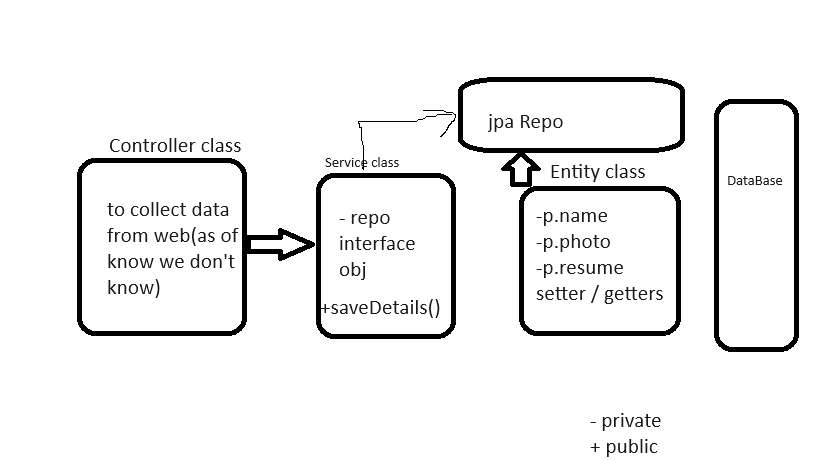 Controller class
to collect data
from web(as of
know we don't
know)
Service class
- repo
interface
obj
+saveDetails()
jpa Repo
Entity class
-p.name
-p.photo
-p.resume
setter / getters
DataBase
- private
+ public